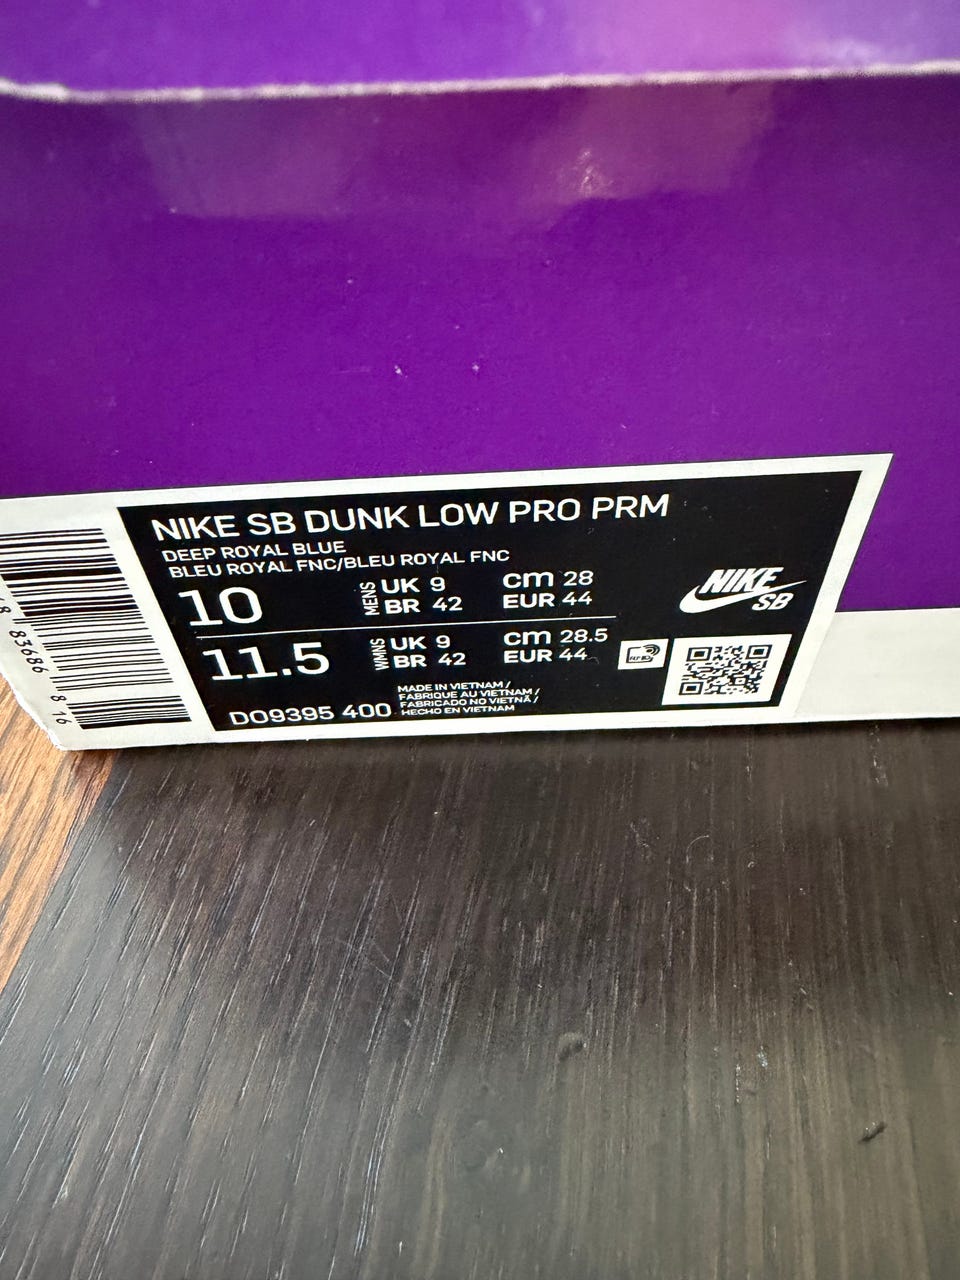 NIKE SB DUNK LOW PRO PRM
DEEP ROYAL BLUE
BLEU ROYAL FNC/BLEU ROYAL FNC
10 MENS UK 9 cm 28
BR 42 EUR 44
NIKE
SB
11.5 WMNS UK 9 cm 28.5
BR 42 EUR 44
DO9395 400
MADE IN VIETNAM /
FABRIQUE AU VIETNAM /
FABRICADO NO VIETNÃ /
HECHO EN VIETNAM
83686